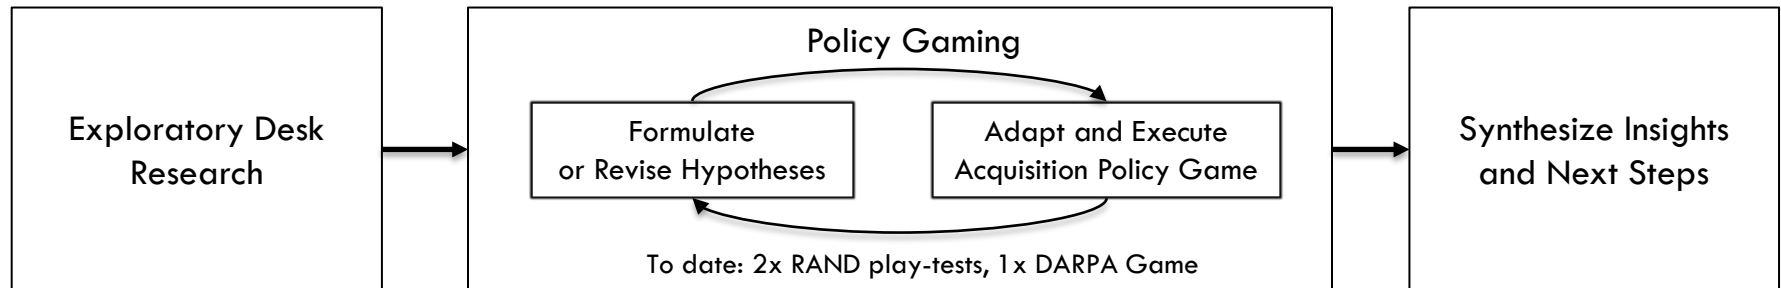 Exploratory Desk
Research
Policy Gaming
Formulate
or Revise Hypotheses
Adapt and Execute
Acquisition Policy Game
To date: 2x RAND play-tests, 1x DARPA Game
Synthesize Insights
and Next Steps